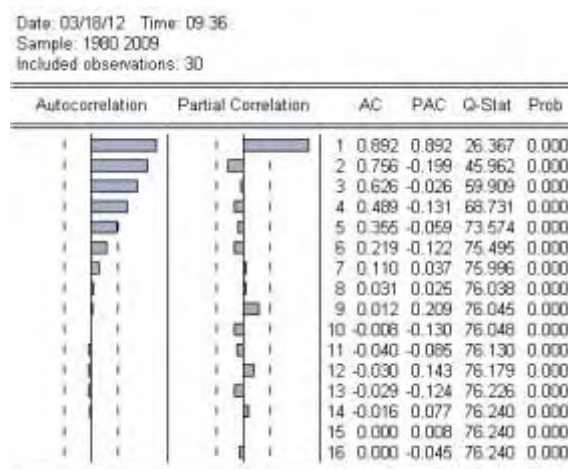 Date: 03/18/12 Time: 09:36
Sample: 1980 2009
Included observations: 30
Autocorrelation Partial Correlation AC PAC Q-Stat Prob
1 0.892 0.892 26.367 0.000
2 0.756 -0.199 45.962 0.000
3 0.626 -0.026 59.909 0.000
4 0.489 -0.131 68.731 0.000
5 0.355 -0.059 73.574 0.000
6 0.219 -0.122 75.495 0.000
7 0.110 0.037 75.996 0.000
8 0.031 0.025 76.038 0.000
9 0.012 0.209 76.045 0.000
10 -0.008 -0.130 76.048 0.000
11 -0.040 -0.085 76.130 0.000
12 -0.030 0.143 76.179 0.000
13 -0.029 -0.124 76.226 0.000
14 -0.016 0.077 76.240 0.000
15 0.000 0.008 76.240 0.000
16 0.000 -0.045 76.240 0.000